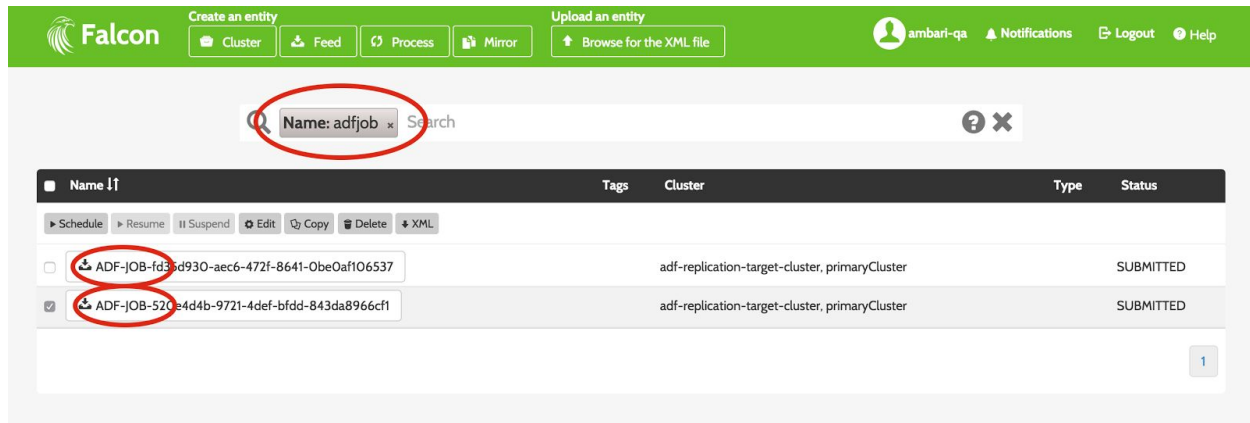 Falcon
Create an entity
Cluster Feed Process Mirror
Upload an entity
Browse for the XML file
ambari-qa Notifications Logout Help
Name: adfjob × Search
Name Tags Cluster Type Status
Schedule Resume Suspend Edit Copy Delete XML
ADF-JOB-fd35d930-aec6-472f-8641-0be0af106537 adf-replication-target-cluster, primaryCluster SUBMITTED
ADF-JOB-520e4d4b-9721-4def-bfdd-843da8966cf1 adf-replication-target-cluster, primaryCluster SUBMITTED
1